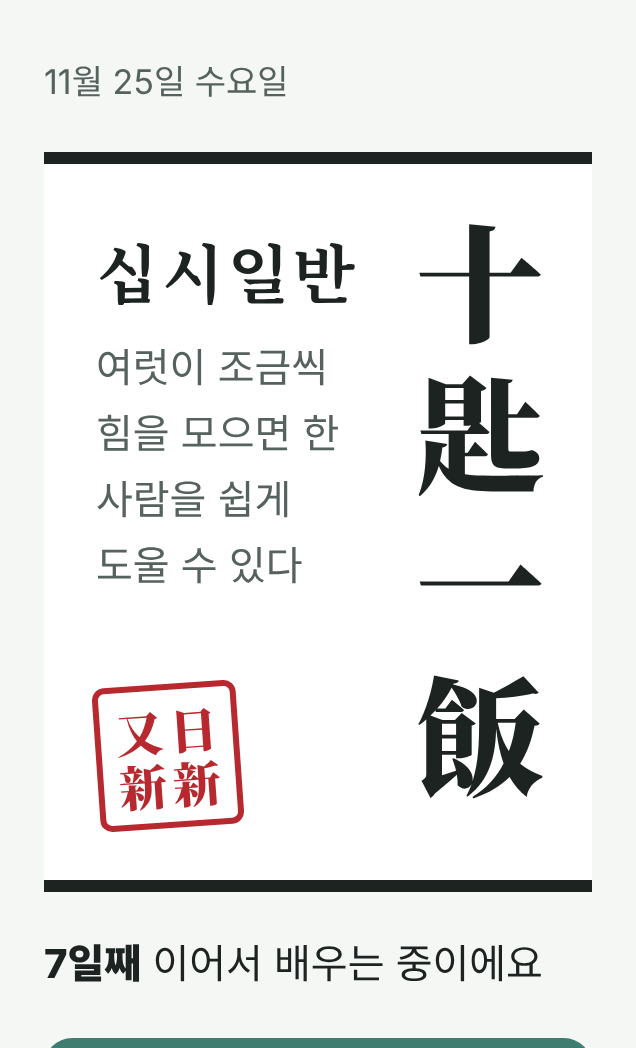 11월 25일 수요일
십시일반
여럿이 조금씩
힘을 모으면 한
사람을 쉽게
도울 수 있다
十匙一飯
日新
又新
7일째 이어서 배우는 중이에요